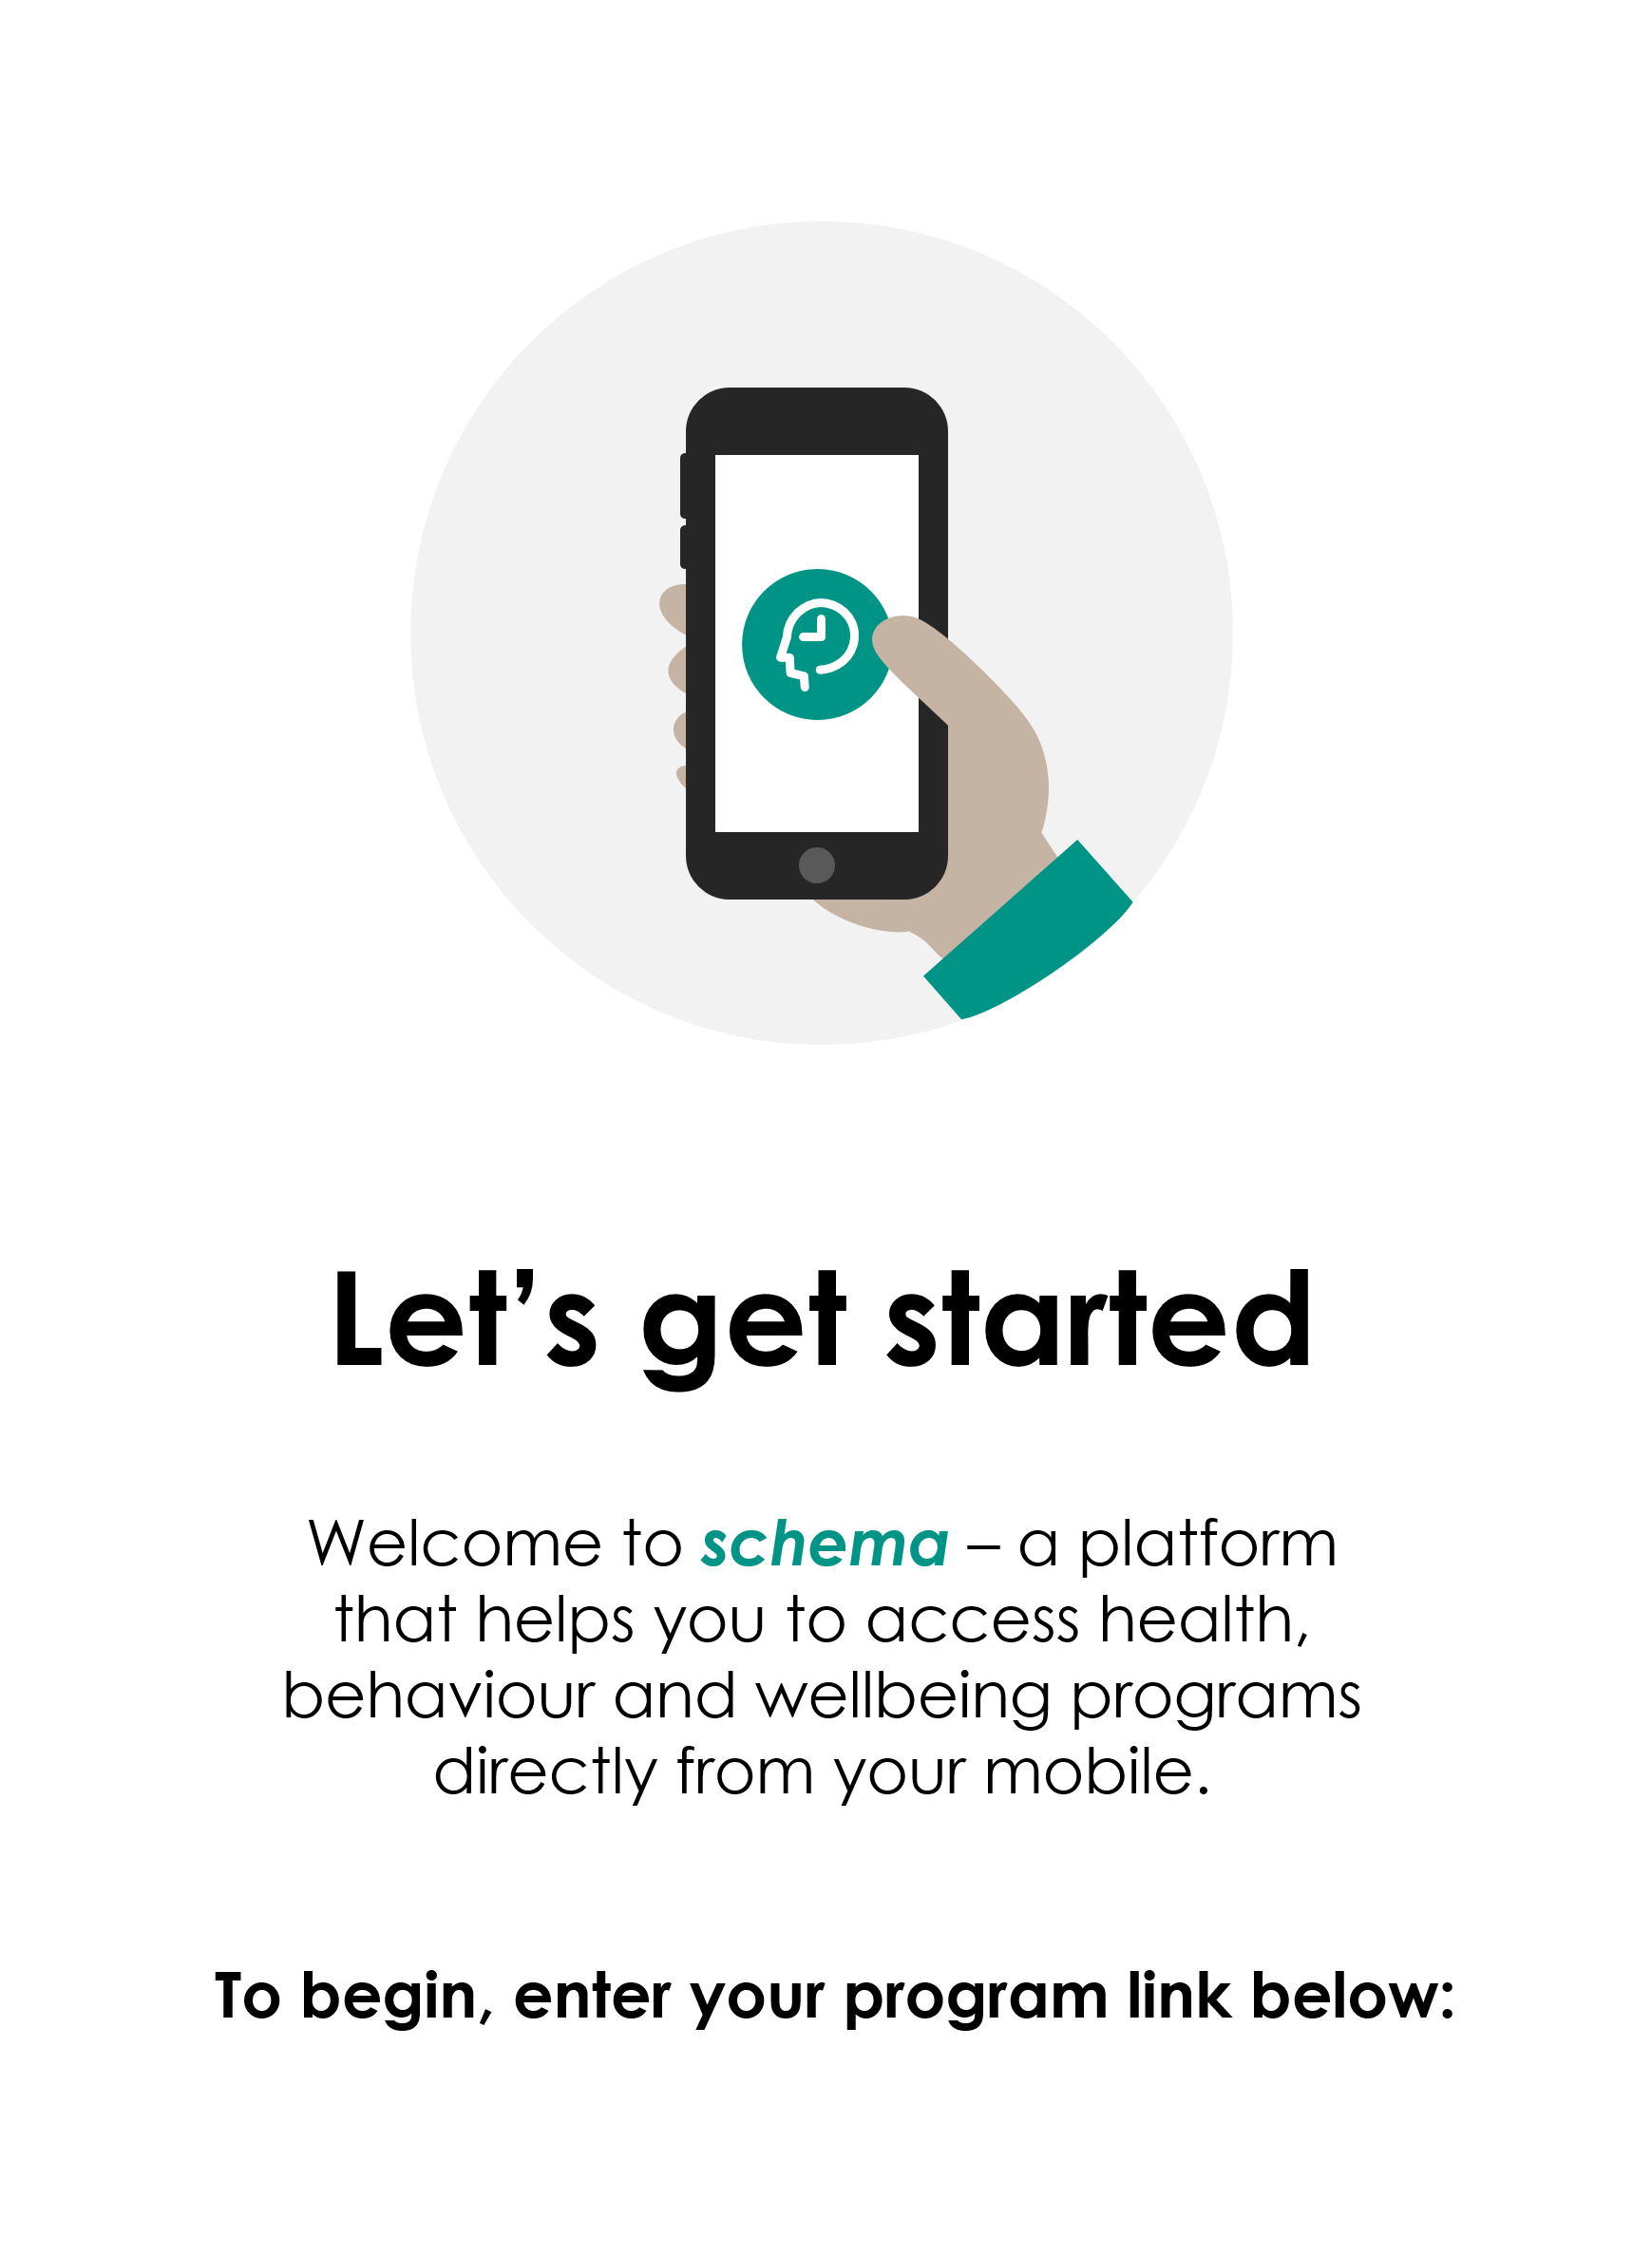 Let’s get started
Welcome to schema – a platform
that helps you to access health,
behaviour and wellbeing programs
directly from your mobile.
To begin, enter your program link below: